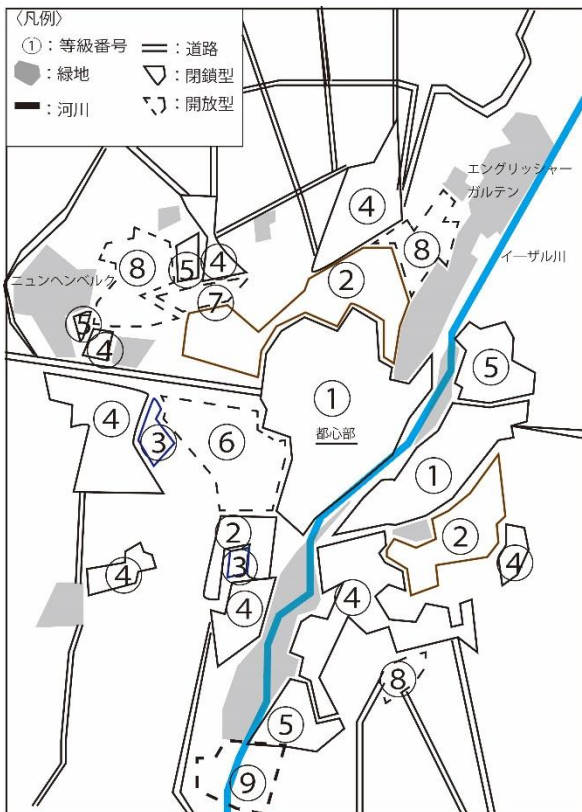 〈凡例〉
①：等級番号
：道路
：緑地
：閉鎖型
：河川
：開放型
エングリッシャー
ガルテン
④
イーザル川
⑧
⑧
⑤
④
②
ニュンヘンベルク
⑦
⑤
④
⑤
①
④
都心部
③
⑥
①
②
②
④
③
④
④
④
⑧
⑤
⑨